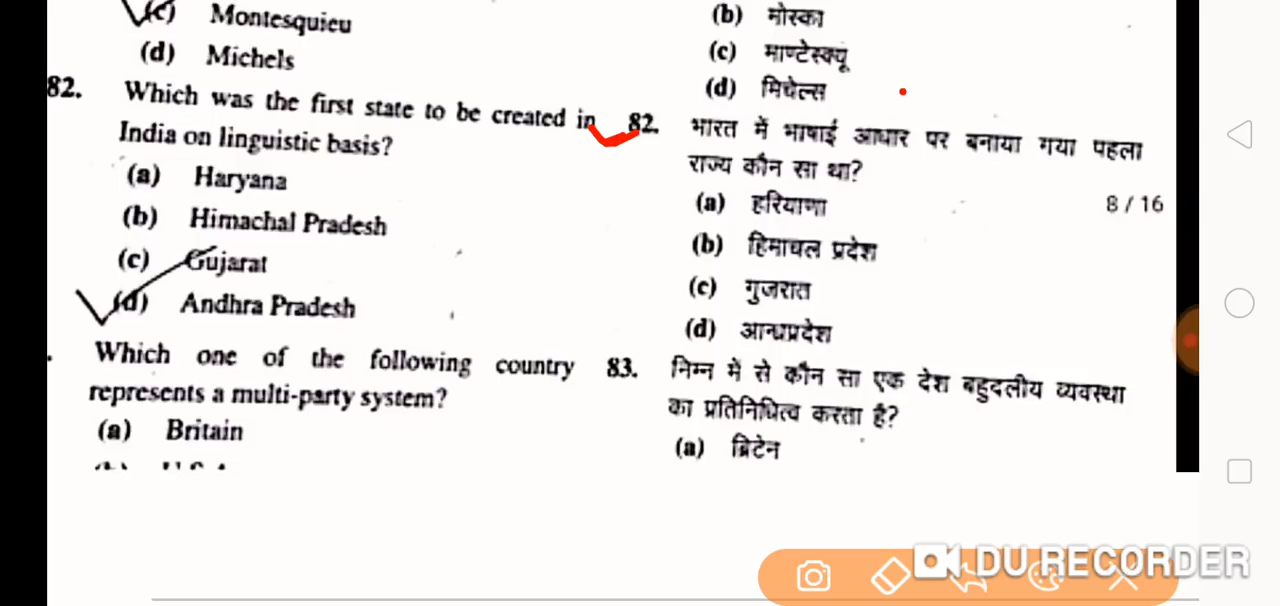 (c) Montesquieu
(d) Michels
82. Which was the first state to be created in
India on linguistic basis?
(a) Haryana
(b) Himachal Pradesh
(c) Gujarat
(d) Andhra Pradesh
Which one of the following country
represents a multi-party system?
(a) Britain
(b) मोस्का
(c) माण्टेस्क्यू
(d) मिचेल्स
82. भारत में भाषाई आधार पर बनाया गया पहला
राज्य कौन सा था?
(a) हरियाणा
(b) हिमाचल प्रदेश
(c) गुजरात
(d) आन्ध्रप्रदेश
83. निम्न में से कौन सा एक देश बहुदलीय व्यवस्था
का प्रतिनिधित्व करता है?
(a) ब्रिटेन
8 / 16
DU RECORDER